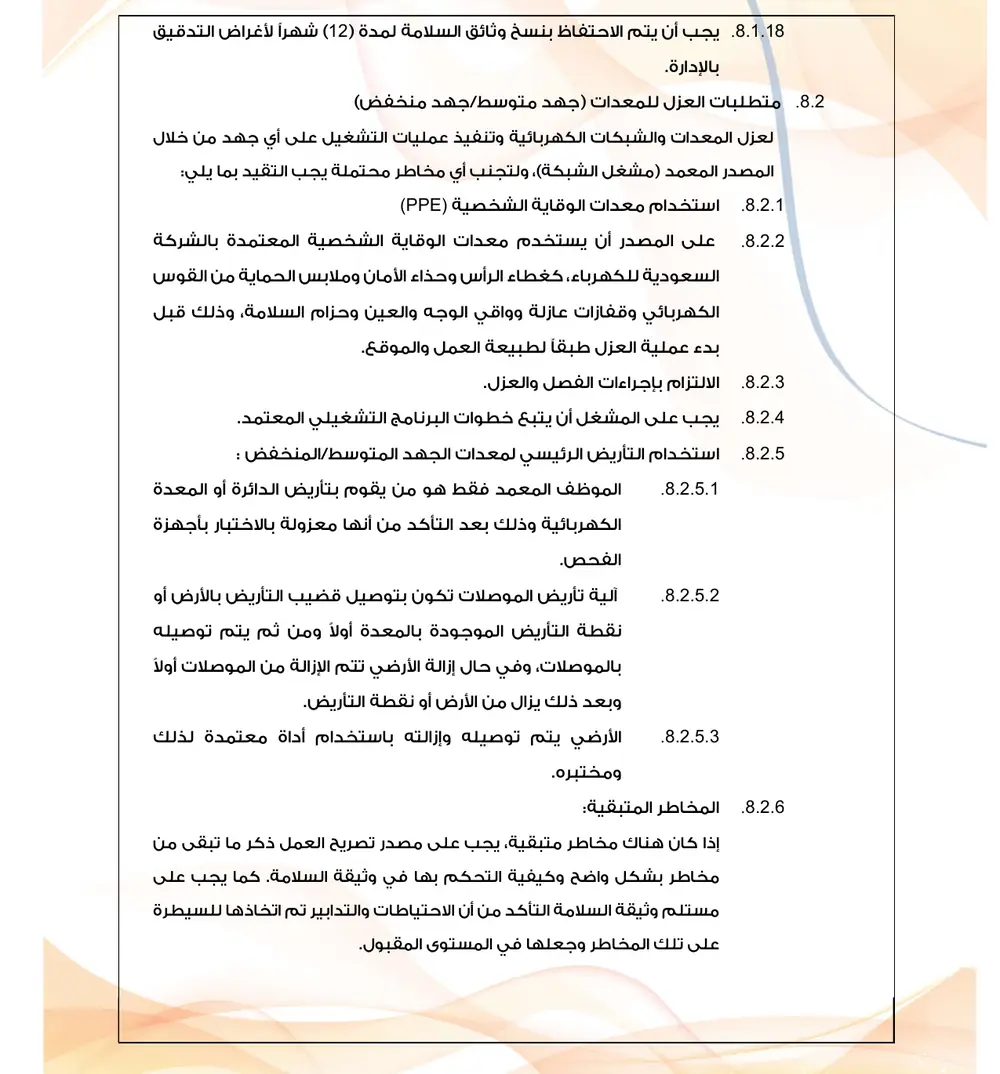 8.1.18. يجب أن يتم الاحتفاظ بنسخ وثائق السلامة لمدة (12) شهراً لأغراض التدقيق
بالإدارة.
8.2. متطلبات العزل للمعدات (جهد متوسط/جهد منخفض)
لعزل المعدات والشبكات الكهربائية وتنفيذ عمليات التشغيل على أي جهد من خلال
المصدر المعمد (مشغل الشبكة)، ولتجنب أي مخاطر محتملة يجب التقيد بما يلي:
8.2.1. استخدام معدات الوقاية الشخصية (PPE)
8.2.2. على المصدر أن يستخدم معدات الوقاية الشخصية المعتمدة بالشركة
السعودية للكهرباء، كغطاء الرأس وحذاء الأمان وملابس الحماية من القوس
الكهربائي وقفازات عازلة وواقي الوجه والعين وحزام السلامة، وذلك قبل
بدء عملية العزل طبقاً لطبيعة العمل والموقع.
8.2.3. الالتزام بإجراءات الفصل والعزل.
8.2.4. يجب على المشغل أن يتبع خطوات البرنامج التشغيلي المعتمد.
8.2.5. استخدام التأريض الرئيسي لمعدات الجهد المتوسط/المنخفض :
8.2.5.1. الموظف المعمد فقط هو من يقوم بتأريض الدائرة أو المعدة
الكهربائية وذلك بعد التأكد من أنها معزولة بالاختبار بأجهزة
الفحص.
8.2.5.2. آلية تأريض الموصلات تكون بتوصيل قضيب التأريض بالأرض أو
نقطة التأريض الموجودة بالمعدة أولاً ومن ثم يتم توصيله
بالموصلات، وفي حال إزالة الأرضي تتم الإزالة من الموصلات أولاً
وبعد ذلك يزال من الأرض أو نقطة التأريض.
8.2.5.3. الأرضي يتم توصيله وإزالته باستخدام أداة معتمدة لذلك
ومختبره.
8.2.6. المخاطر المتبقية:
إذا كان هناك مخاطر متبقية، يجب على مصدر تصريح العمل ذكر ما تبقى من
مخاطر بشكل واضح وكيفية التحكم بها في وثيقة السلامة. كما يجب على
مستلم وثيقة السلامة التأكد من أن الاحتياطات والتدابير تم اتخاذها للسيطرة
على تلك المخاطر وجعلها في المستوى المقبول.